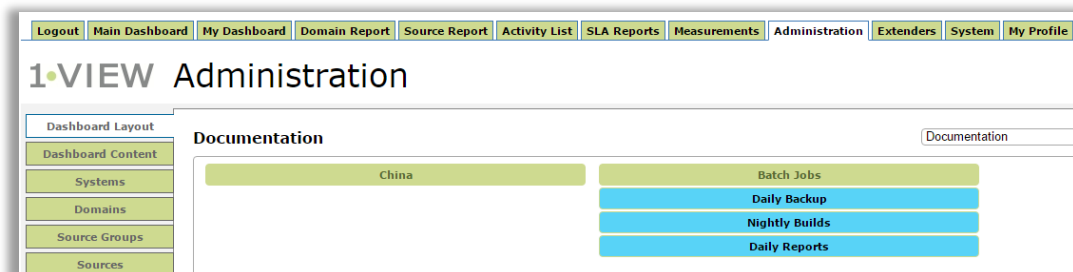 Logout Main Dashboard My Dashboard Domain Report Source Report Activity List SLA Reports Measurements Administration Extenders System My Profile
1•VIEW Administration
Dashboard Layout
Documentation Documentation
Dashboard Content
China Batch Jobs
Systems
Daily Backup
Domains
Nightly Builds
Source Groups
Daily Reports
Sources